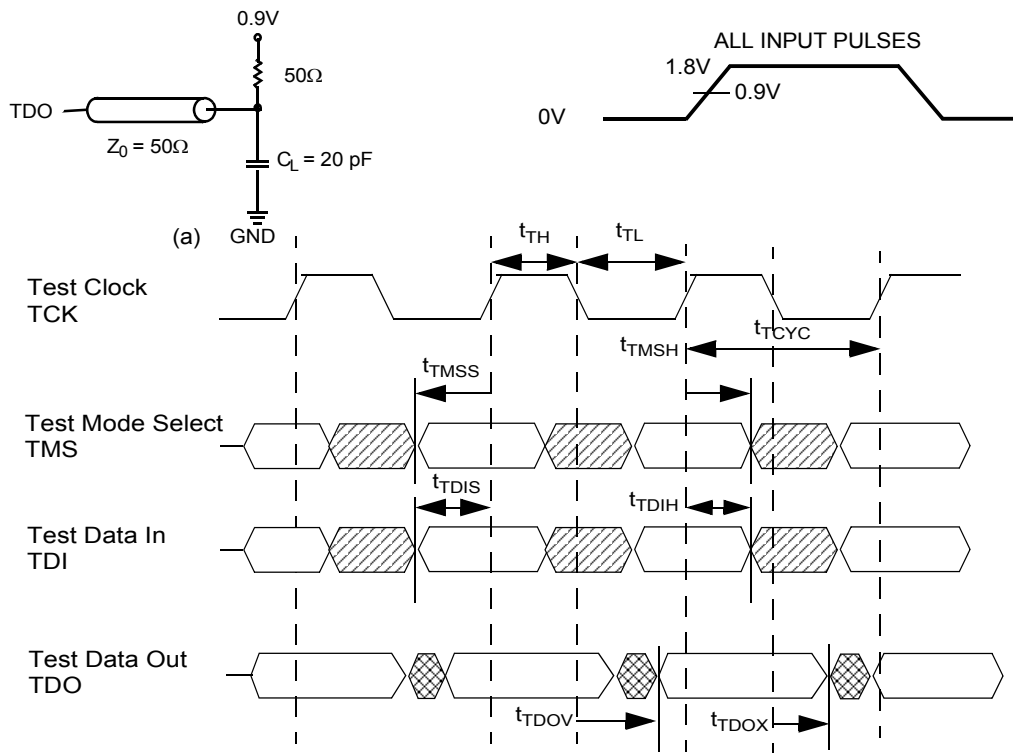 0.9V
50Ω
TDO
Z0 = 50Ω
CL = 20 pF
(a)
GND
ALL INPUT PULSES
1.8V
0.9V
0V
tTH
tTL
Test Clock
TCK
tTMSH
tTCYC
tTMSS
Test Mode Select
TMS
tTDIS
tTDIH
Test Data In
TDI
Test Data Out
TDO
tTDOV
tTDOX